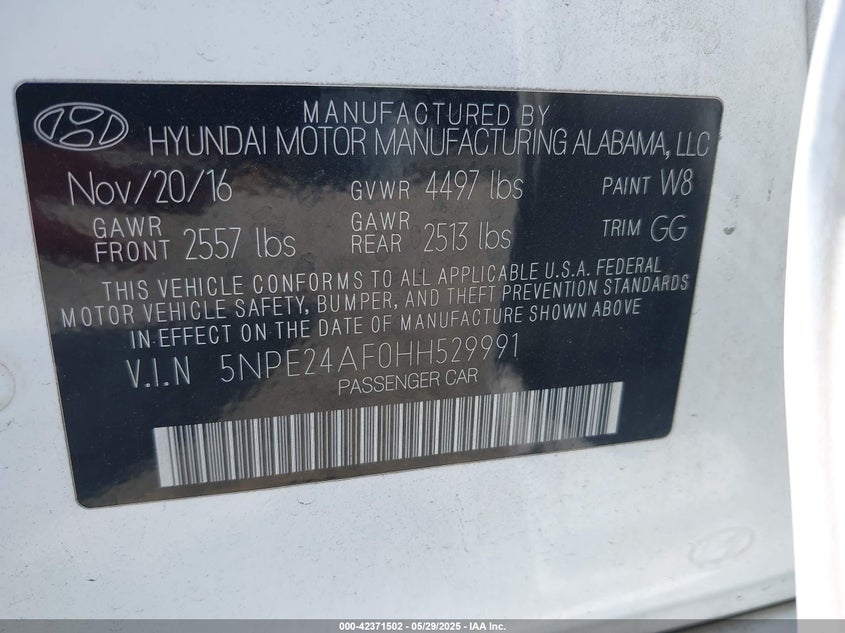 MANUFACTURED BY
HYUNDAI MOTOR MANUFACTURING ALABAMA, LLC
Nov/20/16 GVWR 4497 lbs PAINT W8
GAWR FRONT 2557 lbs GAWR REAR 2513 lbs TRIM GG
THIS VEHICLE CONFORMS TO ALL APPLICABLE U.S.A. FEDERAL
MOTOR VEHICLE SAFETY, BUMPER, AND THEFT PREVENTION STANDARDS
IN EFFECT ON THE DATE OF MANUFACTURE SHOWN ABOVE
V.I.N 5NPE24AF0HH529991
PASSENGER CAR
000-42371502 — 05/29/2025 — IAA Inc.